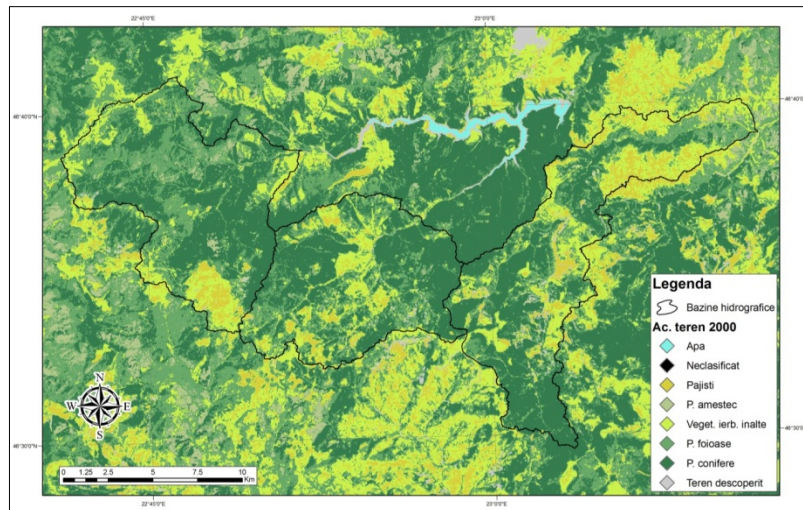 22°45'0"E
23°0'0"E
46°40'0"N
46°40'0"N
Legenda
Bazine hidrografice
Ac. teren 2000
Apa
Neclasificat
Pajisti
P. amestec
Veget. ierb. inalte
P. foioase
P. conifere
Teren descoperit
N
W
E
S
46°30'0"N
46°30'0"N
0 1.25 2.5 5 7.5 10
Km
22°45'0"E
23°0'0"E